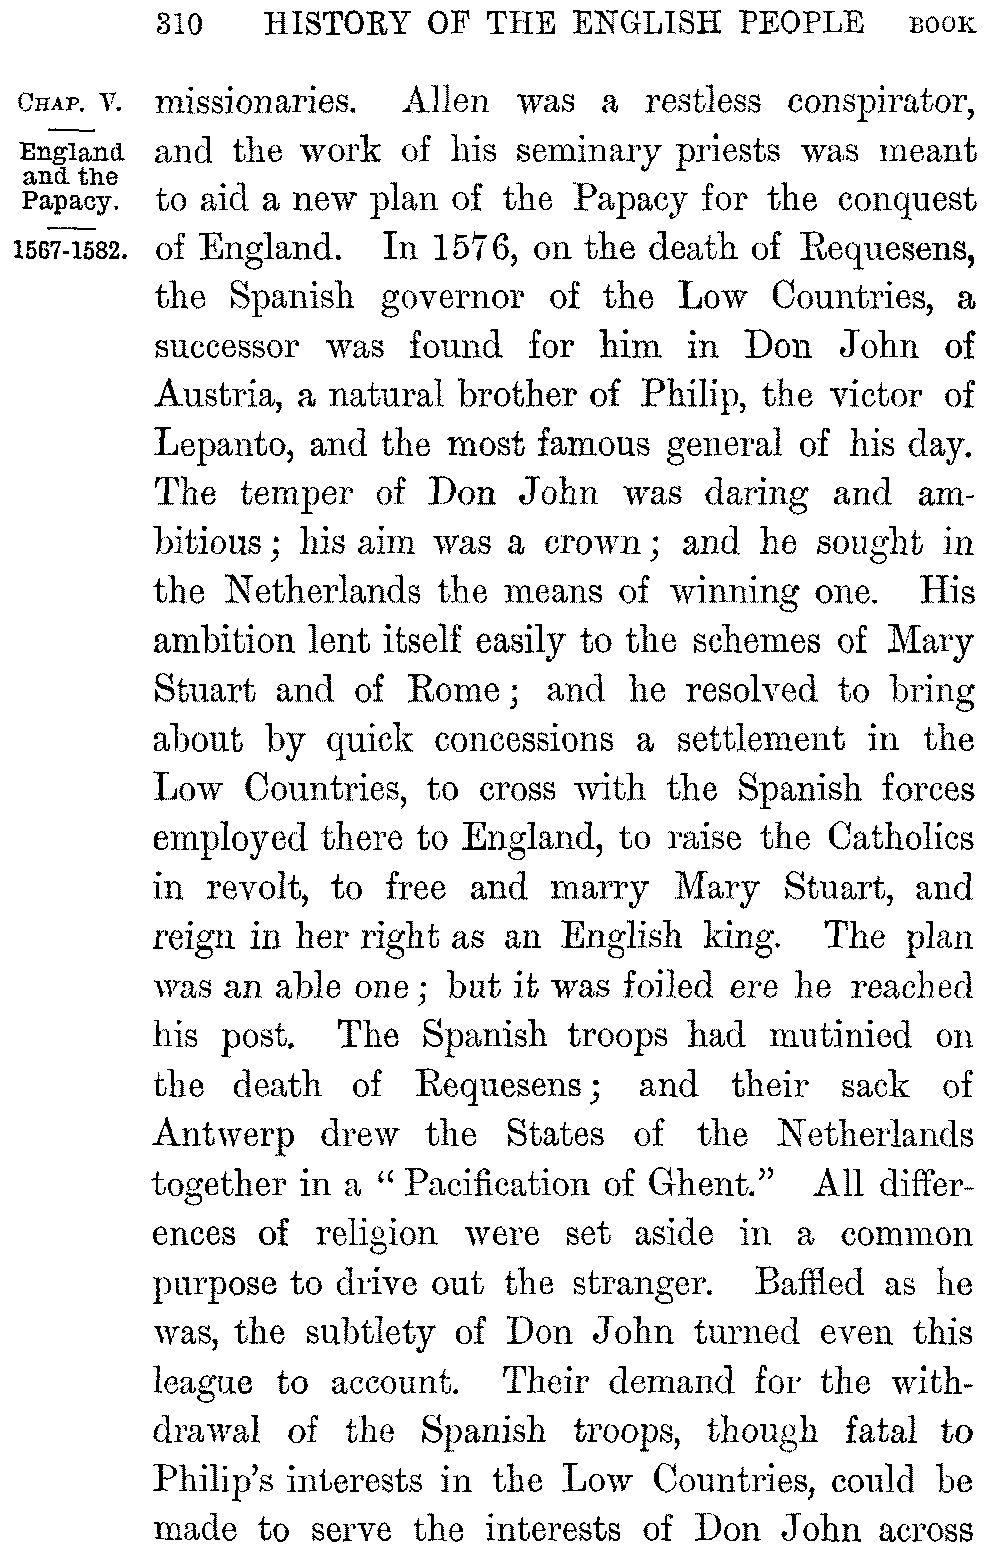 310 HISTORY OF THE ENGLISH PEOPLE BOOK
CHAP. V.
England
and the
Papacy.
1567-1582.
missionaries. Allen was a restless conspirator,
and the work of his seminary priests was meant
to aid a new plan of the Papacy for the conquest
of England. In 1576, on the death of Requesens,
the Spanish governor of the Low Countries, a
successor was found for him in Don John of
Austria, a natural brother of Philip, the victor of
Lepanto, and the most famous general of his day.
The temper of Don John was daring and am-
bitious; his aim was a crown; and he sought in
the Netherlands the means of winning one. His
ambition lent itself easily to the schemes of Mary
Stuart and of Rome; and he resolved to bring
about by quick concessions a settlement in the
Low Countries, to cross with the Spanish forces
employed there to England, to raise the Catholics
in revolt, to free and marry Mary Stuart, and
reign in her right as an English king. The plan
was an able one; but it was foiled ere he reached
his post. The Spanish troops had mutinied on
the death of Requesens; and their sack of
Antwerp drew the States of the Netherlands
together in a "Pacification of Ghent." All differ-
ences of religion were set aside in a common
purpose to drive out the stranger. Baffled as he
was, the subtlety of Don John turned even this
league to account. Their demand for the with-
drawal of the Spanish troops, though fatal to
Philip's interests in the Low Countries, could be
made to serve the interests of Don John across